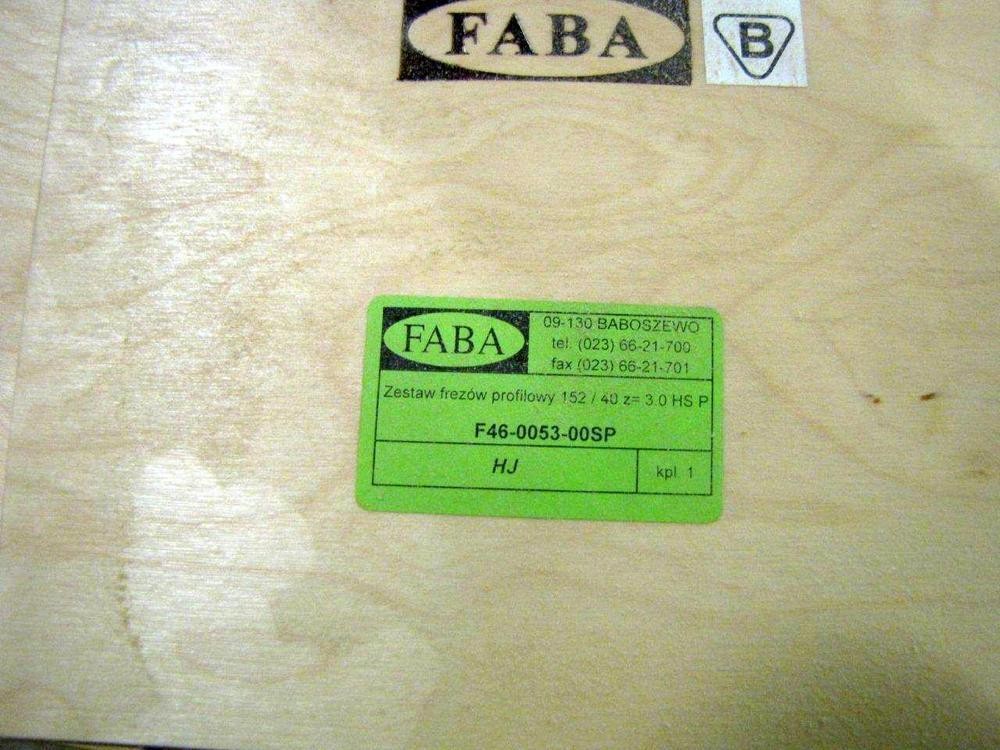 FABA
B
FABA
09-130 BABOSZEWO
tel. (023) 66-21-700
fax (023) 66-21-701
Zestaw frezów profilowy 152 / 40 z= 3.0 HS P
F46-0053-00SP
HJ
kpl. 1